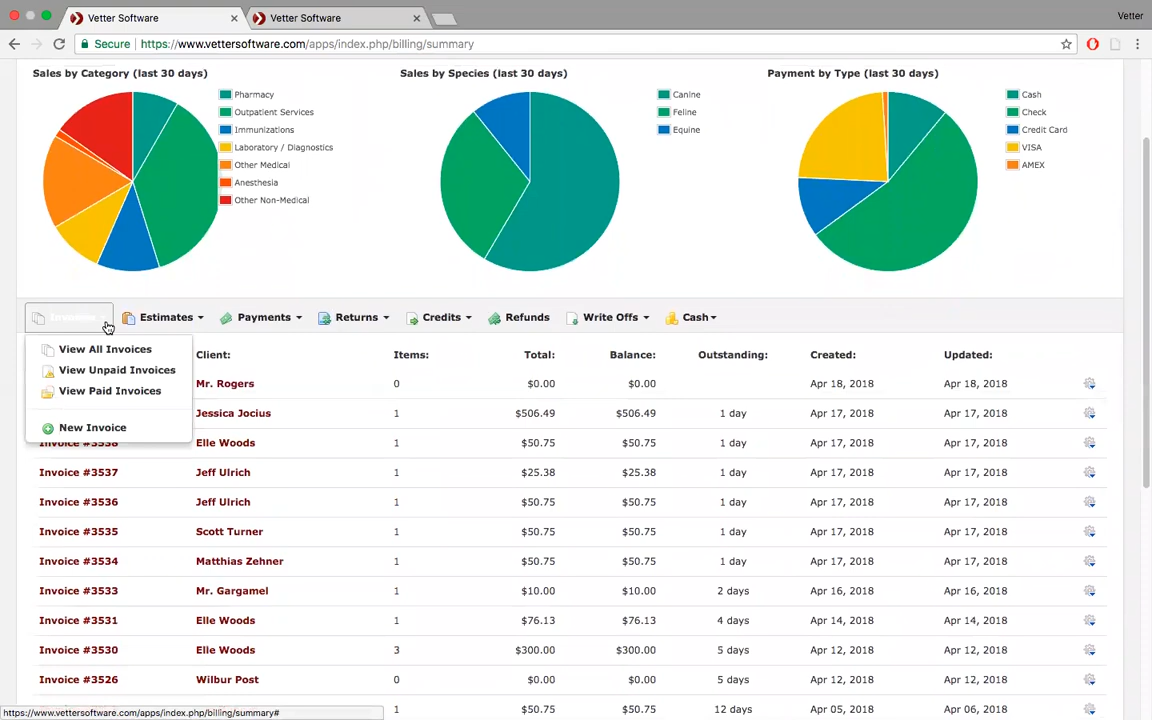 Vetter Software
Vetter Software
Vetter
Secure
https://www.vettersoftware.com/apps/index.php/billing/summary
Sales by Category (last 30 days)
Pharmacy
Outpatient Services
Immunizations
Laboratory / Diagnostics
Other Medical
Anesthesia
Other Non-Medical
Sales by Species (last 30 days)
Canine
Feline
Equine
Payment by Type (last 30 days)
Cash
Check
Credit Card
VISA
AMEX
Invoices Estimates Payments Returns Credits Refunds Write Offs Cash
View All Invoices
View Unpaid Invoices
View Paid Invoices
New Invoice
Client: Items: Total: Balance: Outstanding: Created: Updated:
Mr. Rogers 0 $0.00 $0.00 Apr 18, 2018 Apr 18, 2018
Jessica Jocius 1 $506.49 $506.49 1 day Apr 17, 2018 Apr 17, 2018
Invoice #3538 Elle Woods 1 $50.75 $50.75 1 day Apr 17, 2018 Apr 17, 2018
Invoice #3537 Jeff Ulrich 1 $25.38 $25.38 1 day Apr 17, 2018 Apr 17, 2018
Invoice #3536 Jeff Ulrich 1 $50.75 $50.75 1 day Apr 17, 2018 Apr 17, 2018
Invoice #3535 Scott Turner 1 $50.75 $50.75 1 day Apr 17, 2018 Apr 17, 2018
Invoice #3534 Matthias Zehner 1 $50.75 $50.75 1 day Apr 17, 2018 Apr 17, 2018
Invoice #3533 Mr. Gargamel 1 $10.00 $10.00 2 days Apr 16, 2018 Apr 16, 2018
Invoice #3531 Elle Woods 1 $76.13 $76.13 4 days Apr 14, 2018 Apr 14, 2018
Invoice #3530 Elle Woods 3 $300.00 $300.00 5 days Apr 12, 2018 Apr 12, 2018
Invoice #3526 Wilbur Post 0 $0.00 $0.00 5 days Apr 12, 2018 Apr 12, 2018
1 $50.75 $50.75 12 days Apr 05, 2018 Apr 06, 2018
https://www.vettersoftware.com/apps/index.php/billing/summary#